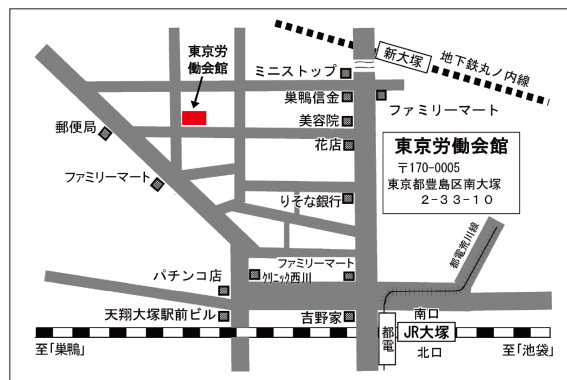 東京労
働会館
新大塚
地下鉄丸ノ内線
ミニストップ
巣鴨信金
ファミリーマート
郵便局
美容院
花店
東京労働会館
〒170-0005
東京都豊島区南大塚
2-33-10
ファミリーマート
りそな銀行
都電荒川線
パチンコ店
クリニック西川
ファミリーマート
天翔大塚駅前ビル
吉野家
都電
南口
JR大塚
北口
至「巣鴨」
至「池袋」